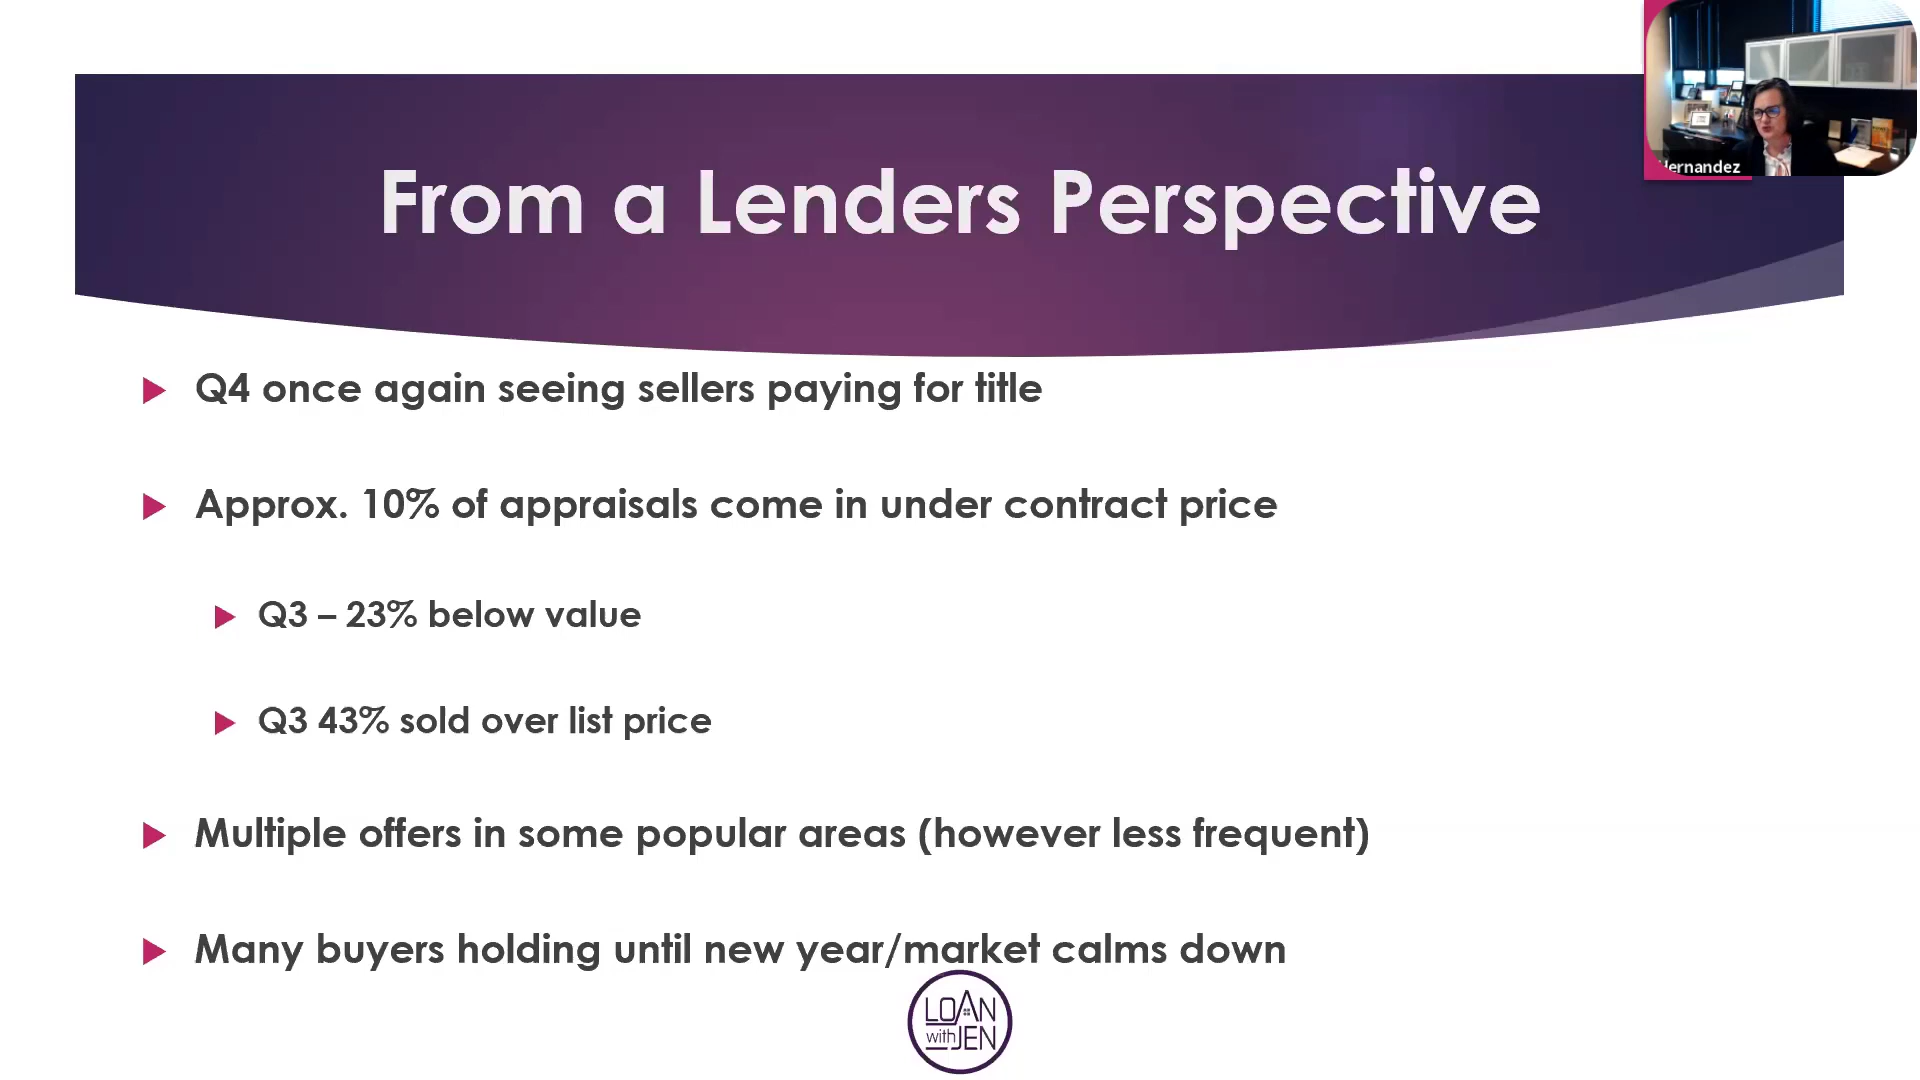 From a Lenders Perspective
Hernandez
Q4 once again seeing sellers paying for title
Approx. 10% of appraisals come in under contract price
Q3 – 23% below value
Q3 43% sold over list price
Multiple offers in some popular areas (however less frequent)
Many buyers holding until new year/market calms down
LOAN
with JEN